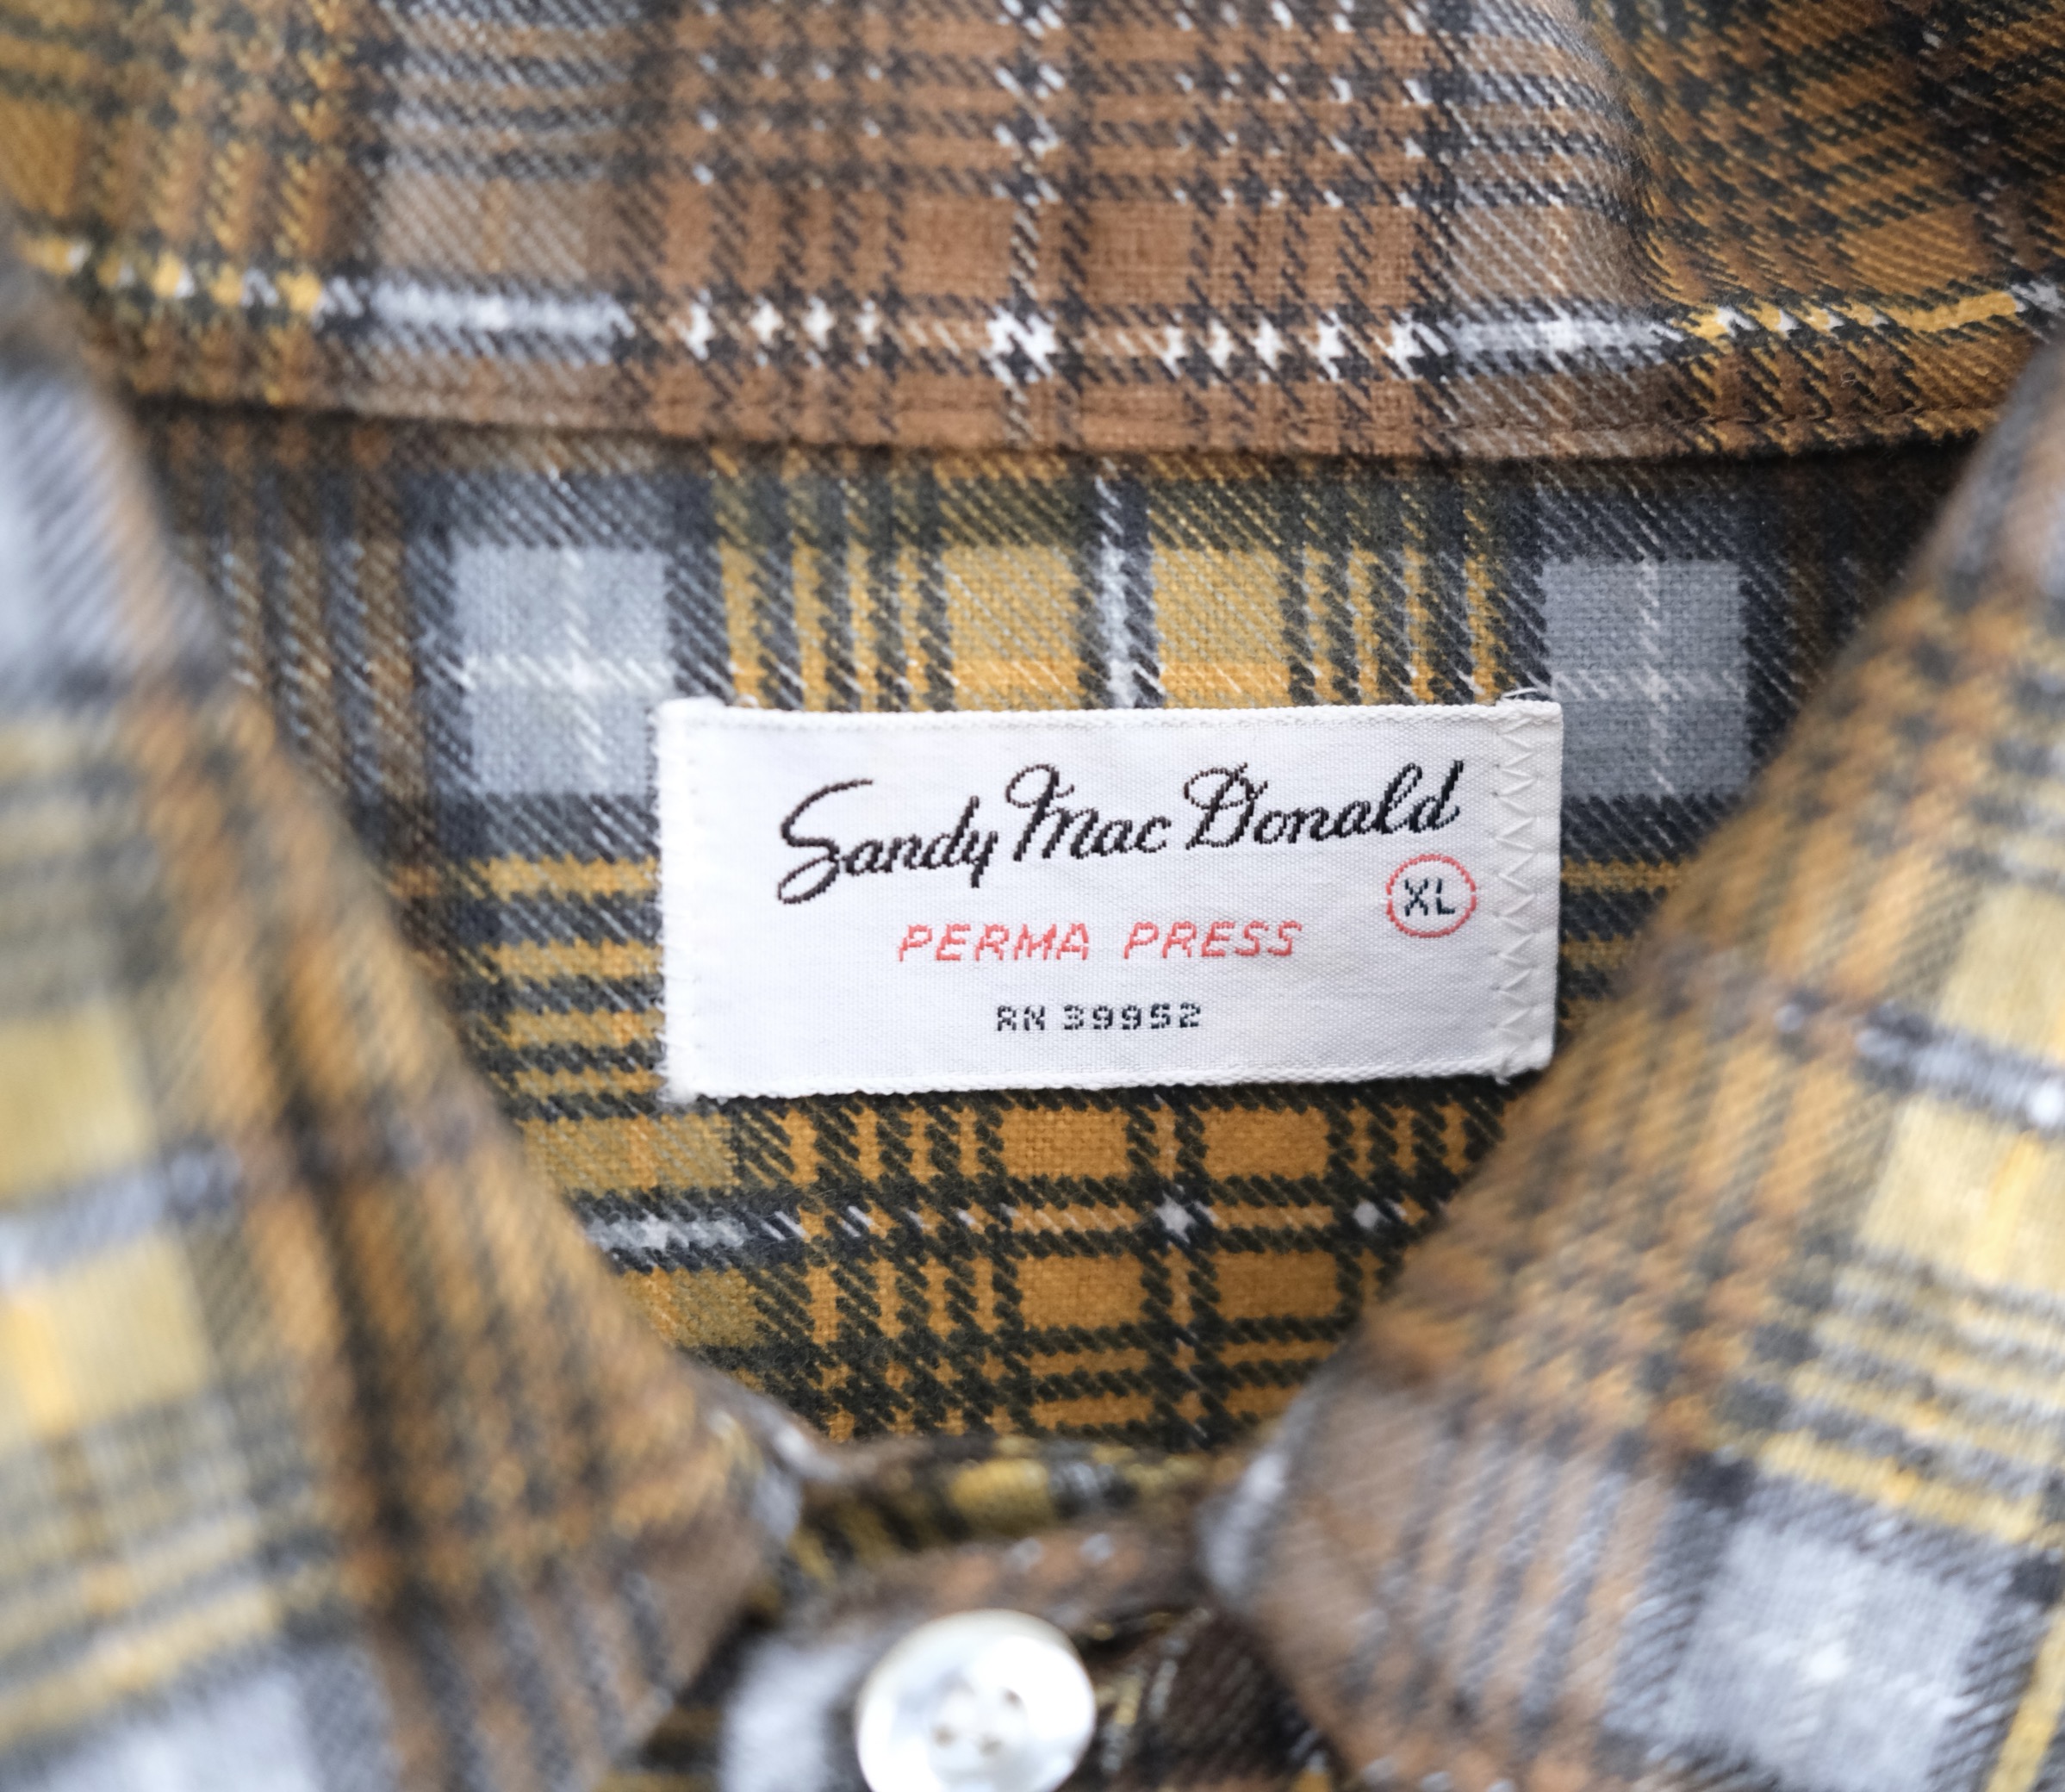 Sandy Mac Donald
XL
PERMA PRESS
RN 39952